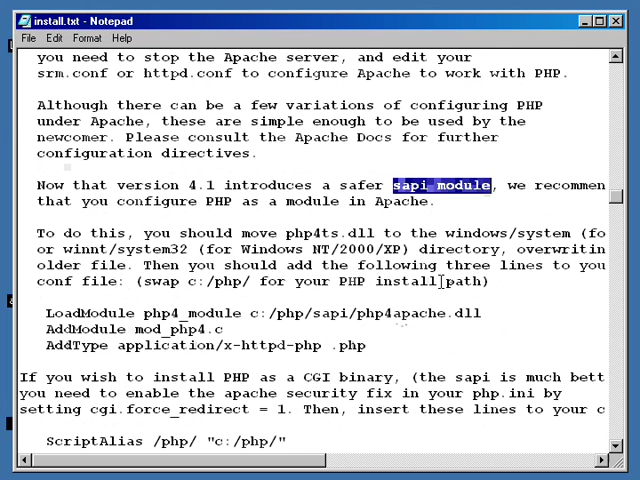 install.txt - Notepad
File Edit Format Help
you need to stop the Apache server, and edit your
srm.conf or httpd.conf to configure Apache to work with PHP.
Although there can be a few variations of configuring PHP
under Apache, these are simple enough to be used by the
newcomer. Please consult the Apache Docs for further
configuration directives.
Now that version 4.1 introduces a safer sapi module, we recommen
that you configure PHP as a module in Apache.
To do this, you should move php4ts.dll to the windows/system (fo
or winnt/system32 (for Windows NT/2000/XP) directory, overwritin
older file. Then you should add the following three lines to you
conf file: (swap c:/php/ for your PHP install path)
LoadModule php4_module c:/php/sapi/php4apache.dll
AddModule mod_php4.c
AddType application/x-httpd-php .php
If you wish to install PHP as a CGI binary, (the sapi is much bett
you need to enable the apache security fix in your php.ini by
setting cgi.force_redirect = 1. Then, insert these lines to your c
ScriptAlias /php/ "c:/php/"